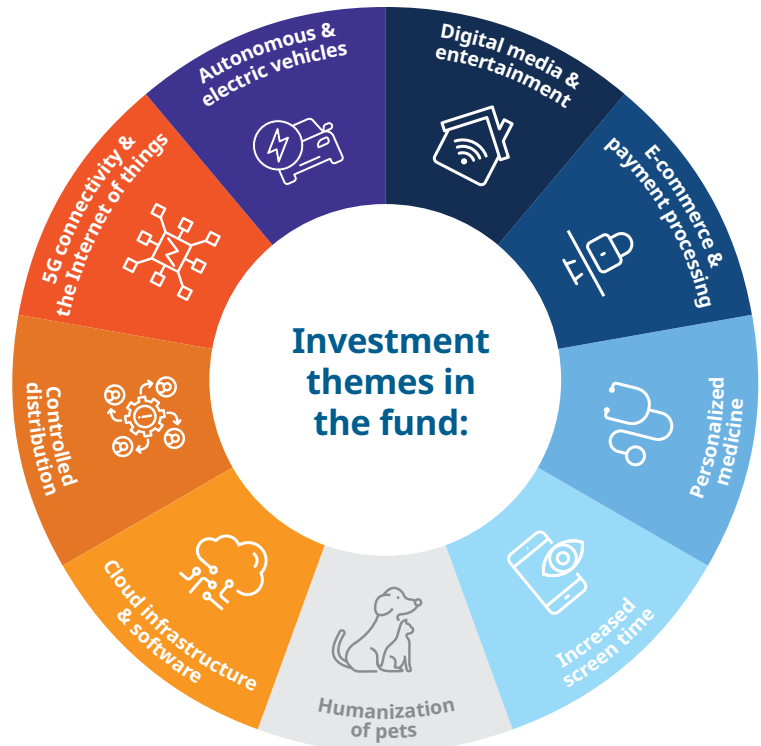 Investment
themes in
the fund:
Digital media &
entertainment
E-commerce &
payment processing
Personalized
medicine
Increased
screen time
Humanization
of pets
Cloud infrastructure
& software
Controlled
distribution
5G connectivity &
the Internet of things
Autonomous &
electric vehicles